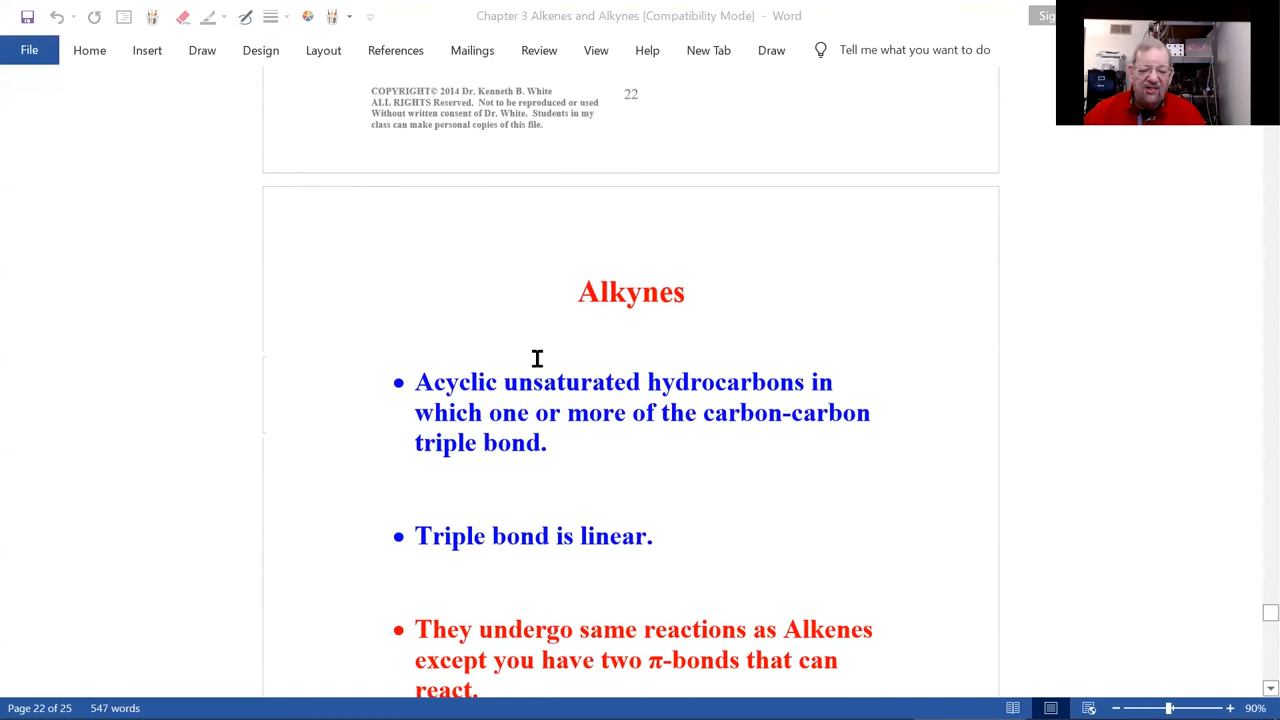 Chapter 3 Alkenes and Alkynes [Compatibility Mode] - Word
File Home Insert Draw Design Layout References Mailings Review View Help New Tab Draw Tell me what you want to do
COPYRIGHT© 2014 Dr. Kenneth B. White
ALL RIGHTS Reserved. Not to be reproduced or used
Without written consent of Dr. White. Students in my
class can make personal copies of this file.
22
Alkynes
• Acyclic unsaturated hydrocarbons in
which one or more of the carbon-carbon
triple bond.
• Triple bond is linear.
• They undergo same reactions as Alkenes
except you have two π-bonds that can
react.
Page 22 of 25 547 words 90%